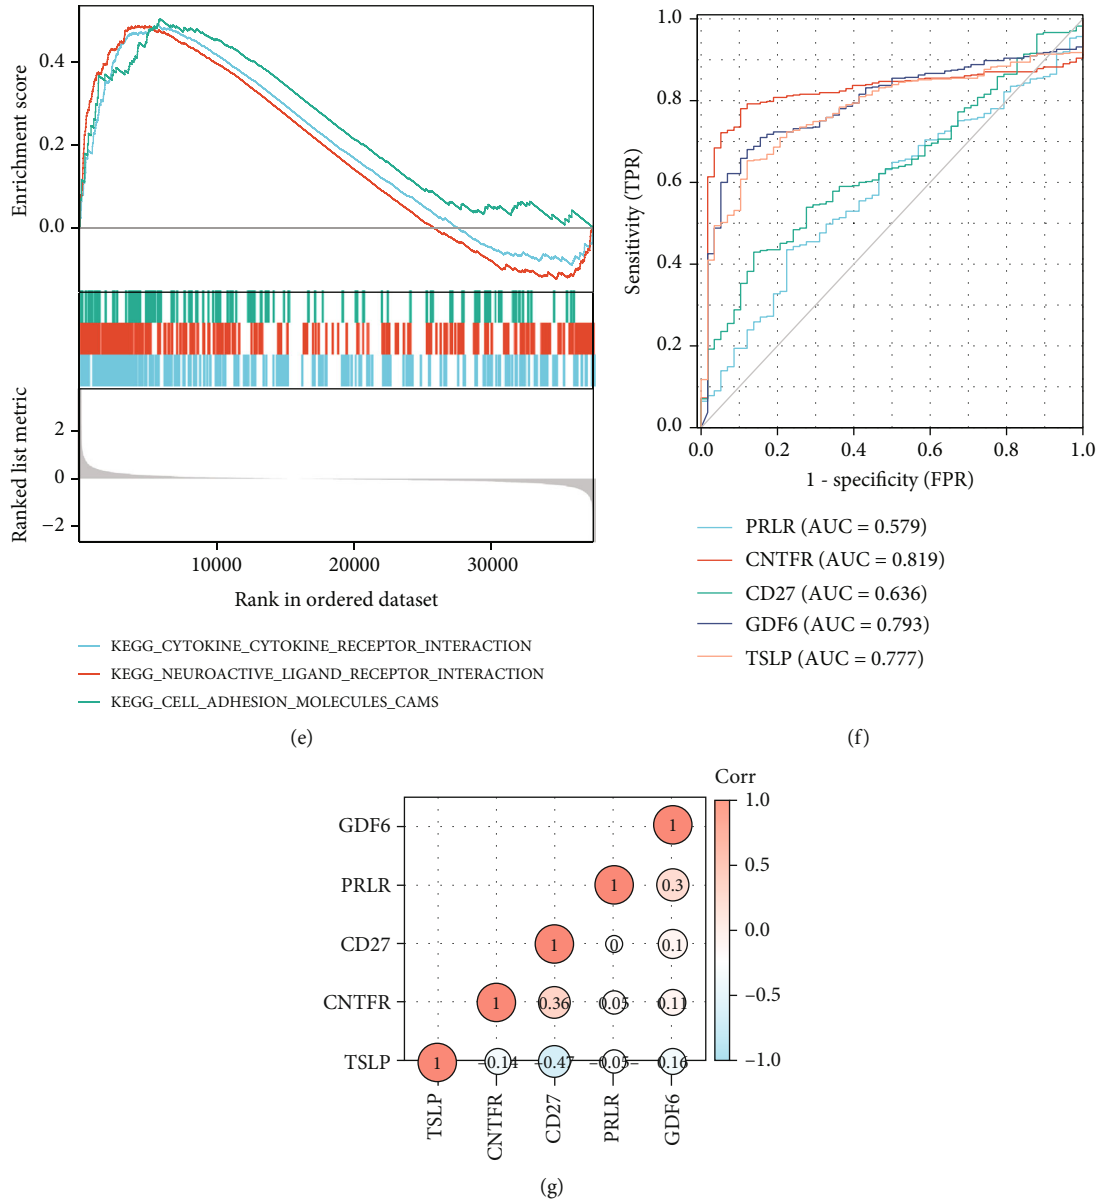 Enrichment score
0.4
0.2
0.0
Ranked list metric
2
0
−2
10000 20000 30000
Rank in ordered dataset
KEGG_CYTOKINE_CYTOKINE_RECEPTOR_INTERACTION
KEGG_NEUROACTIVE_LIGAND_RECEPTOR_INTERACTION
KEGG_CELL_ADHESION_MOLECULES_CAMS
(e)
Sensitivity (TPR)
1.0
0.8
0.6
0.4
0.2
0.0
0.0 0.2 0.4 0.6 0.8 1.0
1 - specificity (FPR)
PRLR (AUC = 0.579)
CNTFR (AUC = 0.819)
CD27 (AUC = 0.636)
GDF6 (AUC = 0.793)
TSLP (AUC = 0.777)
(f)
Corr
1.0
0.5
0.0
−0.5
−1.0
GDF6 1
PRLR 1 0.3
CD27 1 0 0.1
CNTFR 1 0.36 0.05 0.11
TSLP 1 −0.14 −0.47 −0.05 −0.16
TSLP CNTFR CD27 PRLR GDF6
(g)